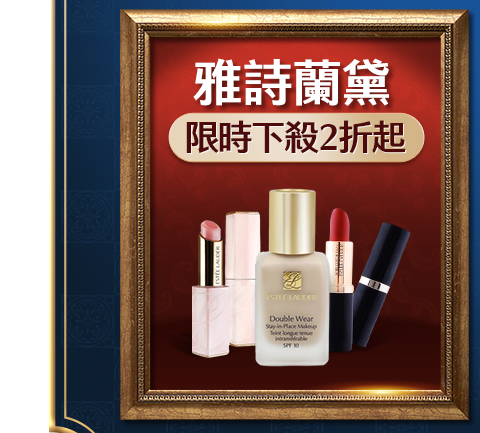 雅詩蘭黛
限時下殺2折起
ESTĒE LAUDER
Double Wear
Stay-in-Place Makeup
Teint longue tenue
intransférable
SPF 10